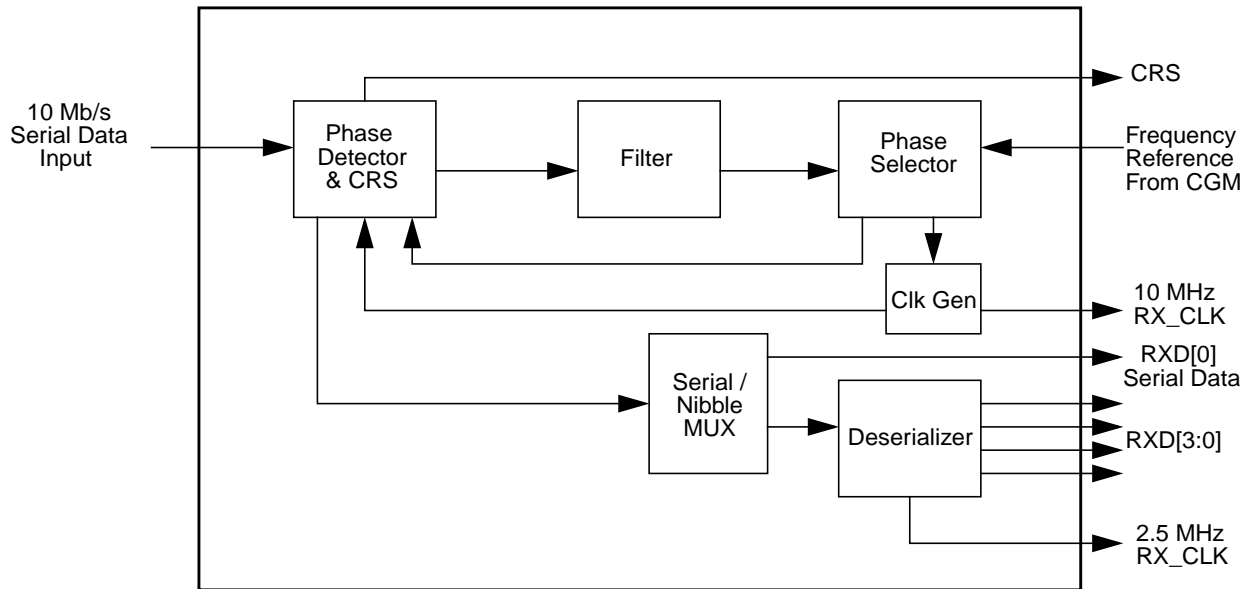 CRS
10 Mb/s
Serial Data
Input
Phase
Detector
& CRS
Filter
Phase
Selector
Frequency
Reference
From CGM
Clk Gen
10 MHz
RX_CLK
Serial /
Nibble
MUX
RXD[0]
Serial Data
Deserializer
RXD[3:0]
2.5 MHz
RX_CLK